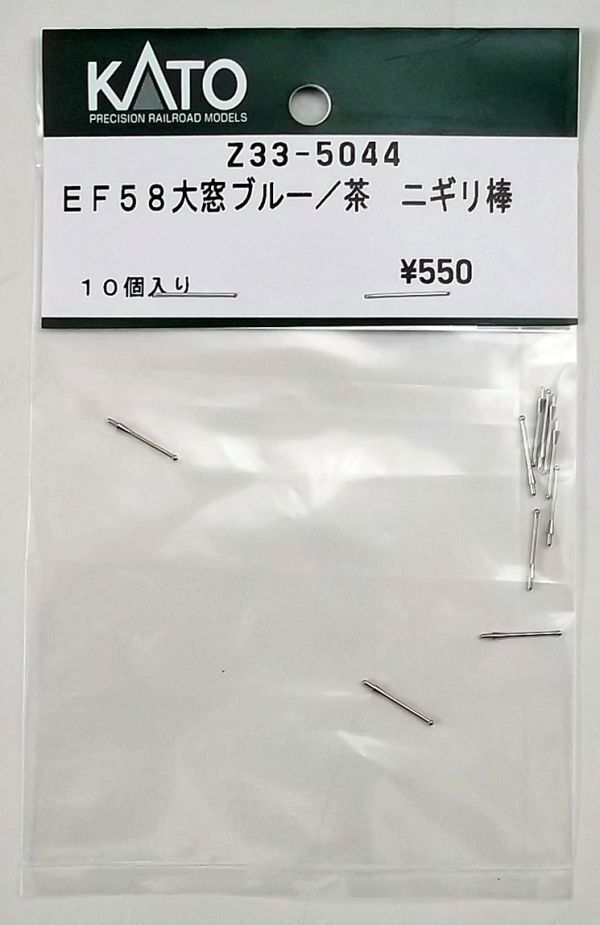 KATO
PRECISION RAILROAD MODELS
Z33-5044
EF58大窓ブルー／茶　ニギリ棒
10個入り
¥550